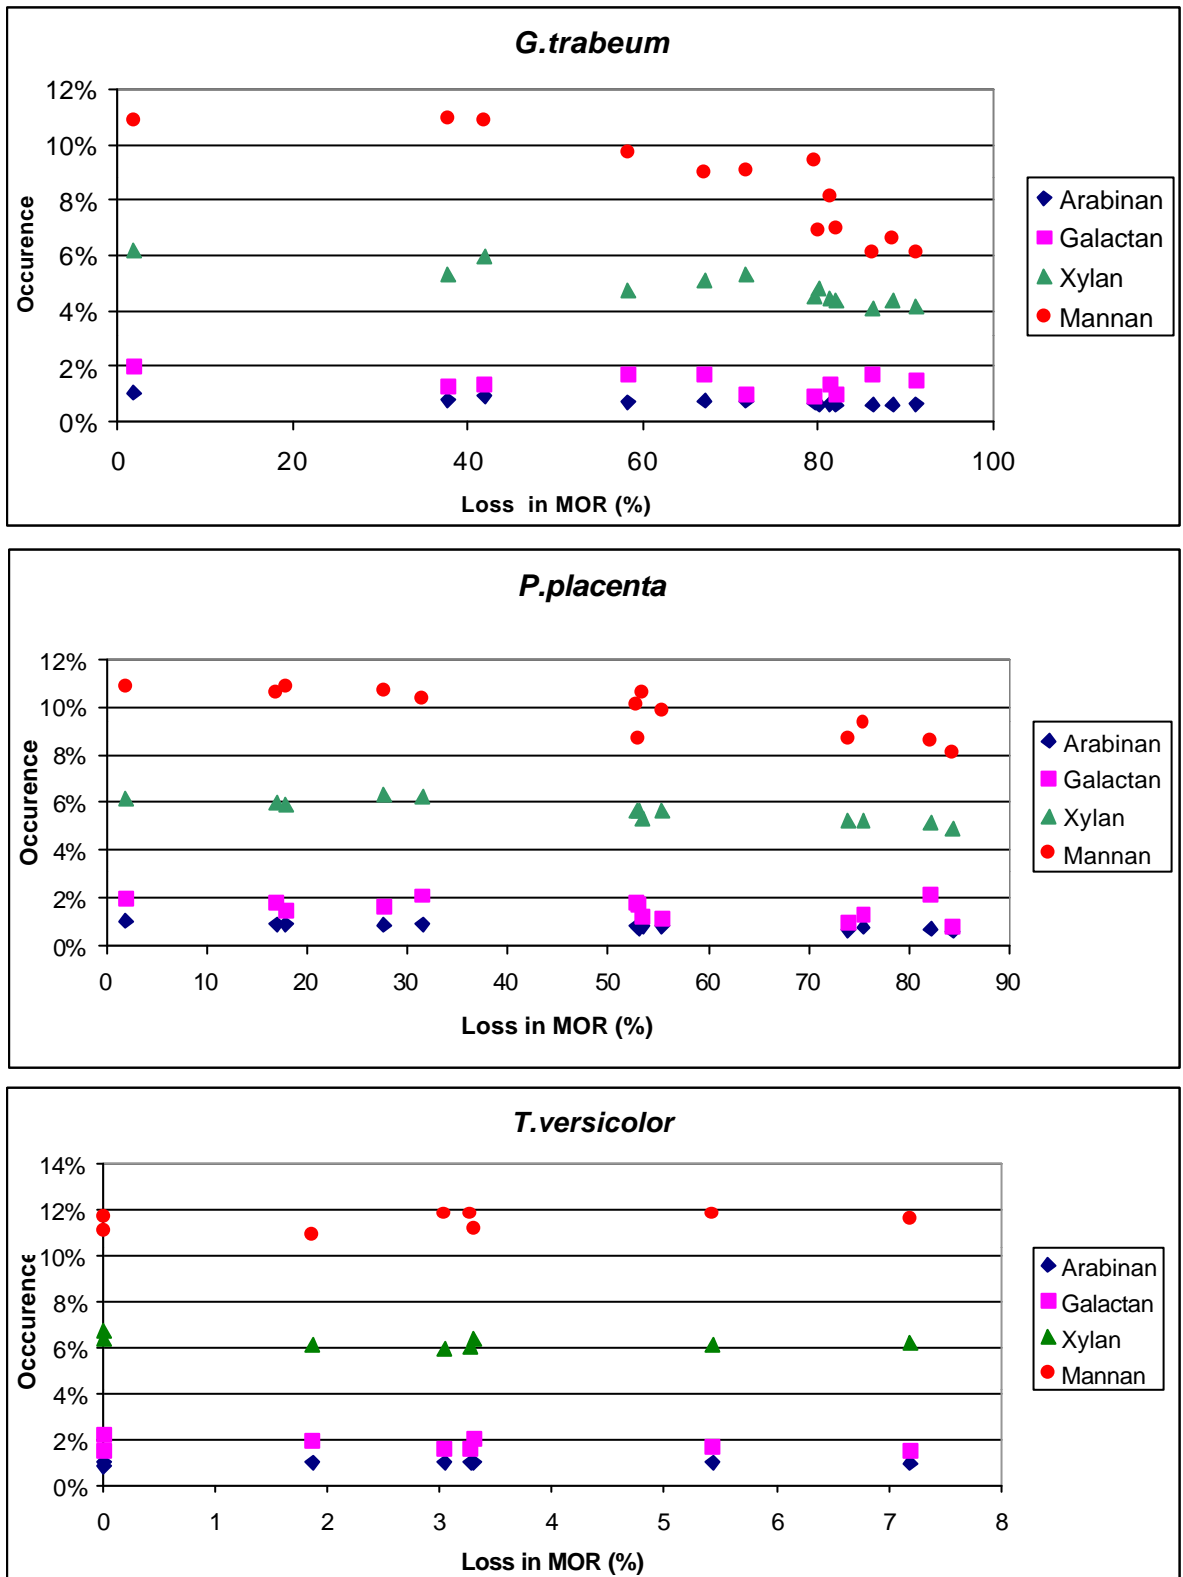 G.trabeum
12%
10%
8%
6%
4%
2%
0%
Occurence
0 20 40 60 80 100
Loss in MOR (%)
Arabinan
Galactan
Xylan
Mannan
P.placenta
12%
10%
8%
6%
4%
2%
0%
Occurence
0 10 20 30 40 50 60 70 80 90
Loss in MOR (%)
Arabinan
Galactan
Xylan
Mannan
T.versicolor
14%
12%
10%
8%
6%
4%
2%
0%
Occcurence
0 1 2 3 4 5 6 7 8
Loss in MOR (%)
Arabinan
Galactan
Xylan
Mannan